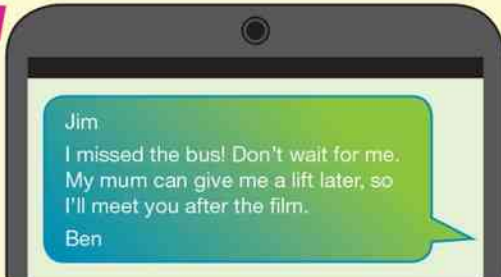 Jim
I missed the bus! Don't wait for me.
My mum can give me a lift later, so
I'll meet you after the film.
Ben